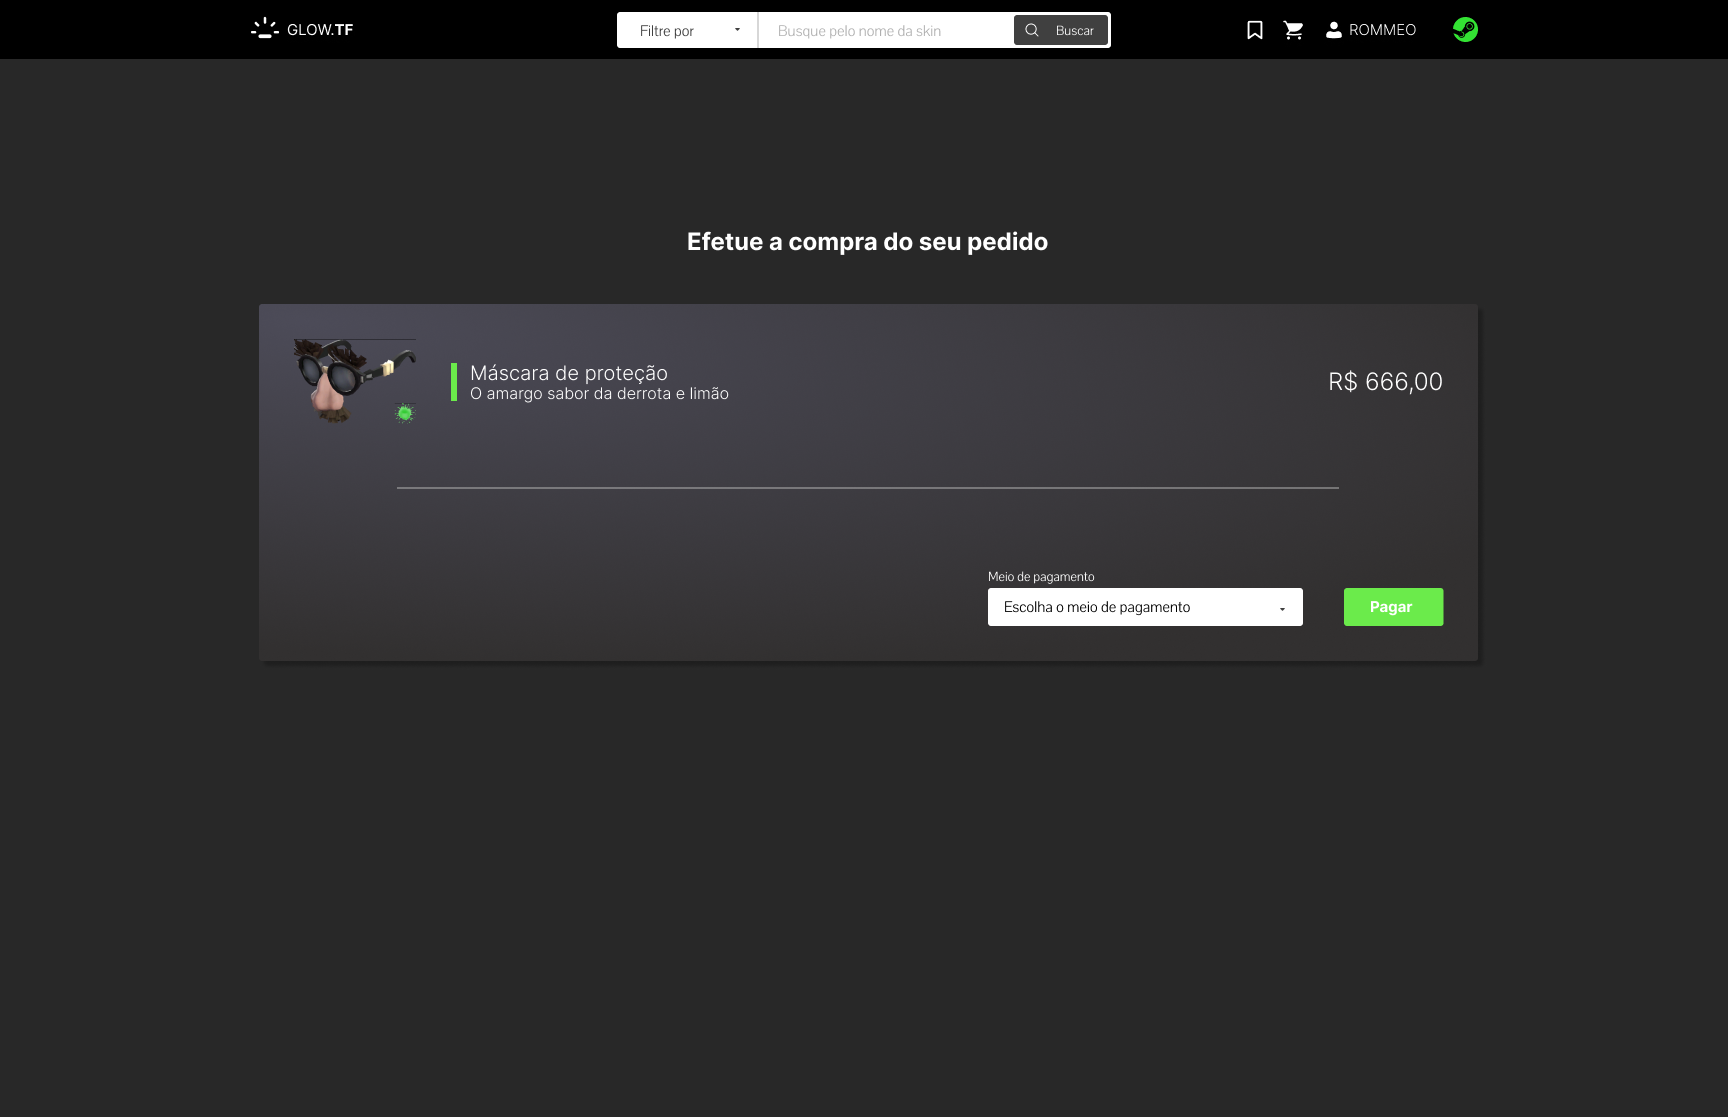 GLOW.TF
Filtre por
Busque pelo nome da skin
Buscar
ROMMEO
Efetue a compra do seu pedido
Máscara de proteção
O amargo sabor da derrota e limão
R$ 666,00
Meio de pagamento
Escolha o meio de pagamento
Pagar